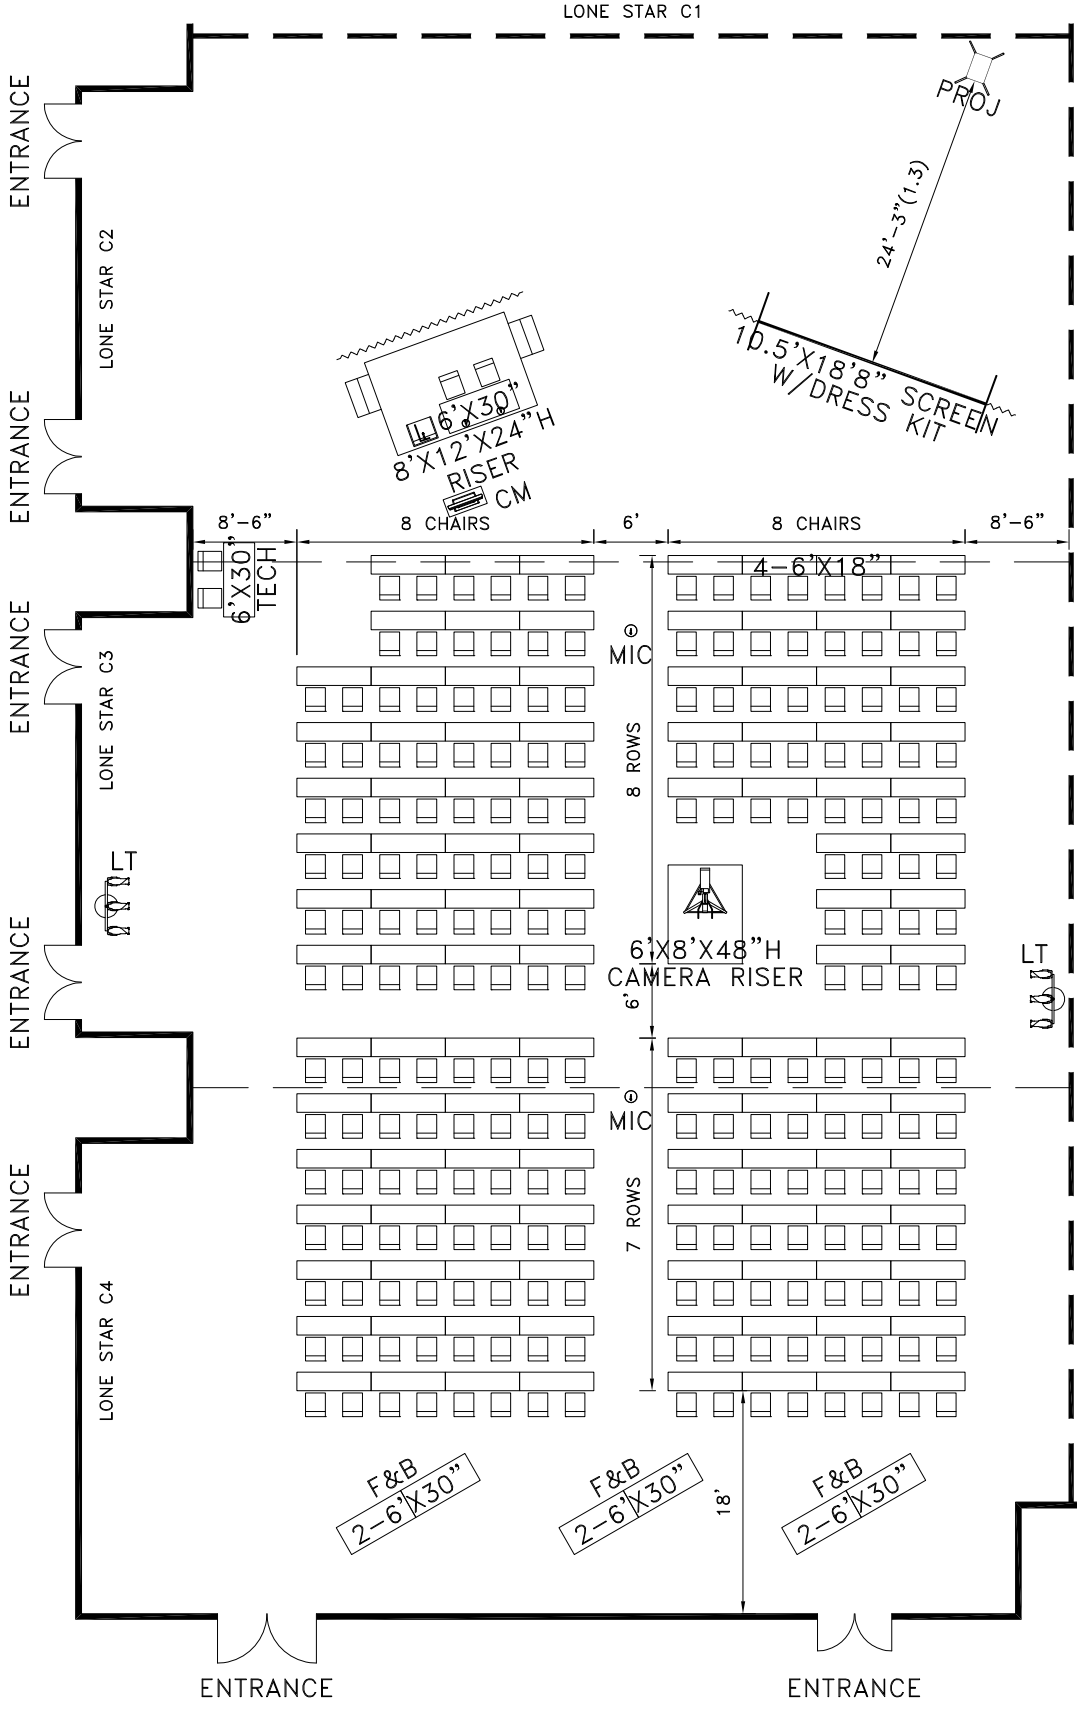 LONE STAR C1
ENTRANCE
PROJ
24'-3"(1.3)
LONE STAR C2
10.5'X18'8" SCREEN
W/DRESS KIT
6'X30"
8'X12'X24"H
RISER
CM
ENTRANCE
8'-6"
8 CHAIRS
6'
8 CHAIRS
8'-6"
6'X30"
TECH
4-6'X18"
ENTRANCE
MIC
LONE STAR C3
8 ROWS
LT
ENTRANCE
6'X8'X48"H
CAMERA RISER
LT
6'
MIC
ENTRANCE
7 ROWS
LONE STAR C4
F&B
2-6'X30"
F&B
2-6'X30"
F&B
2-6'X30"
18'
ENTRANCE
ENTRANCE